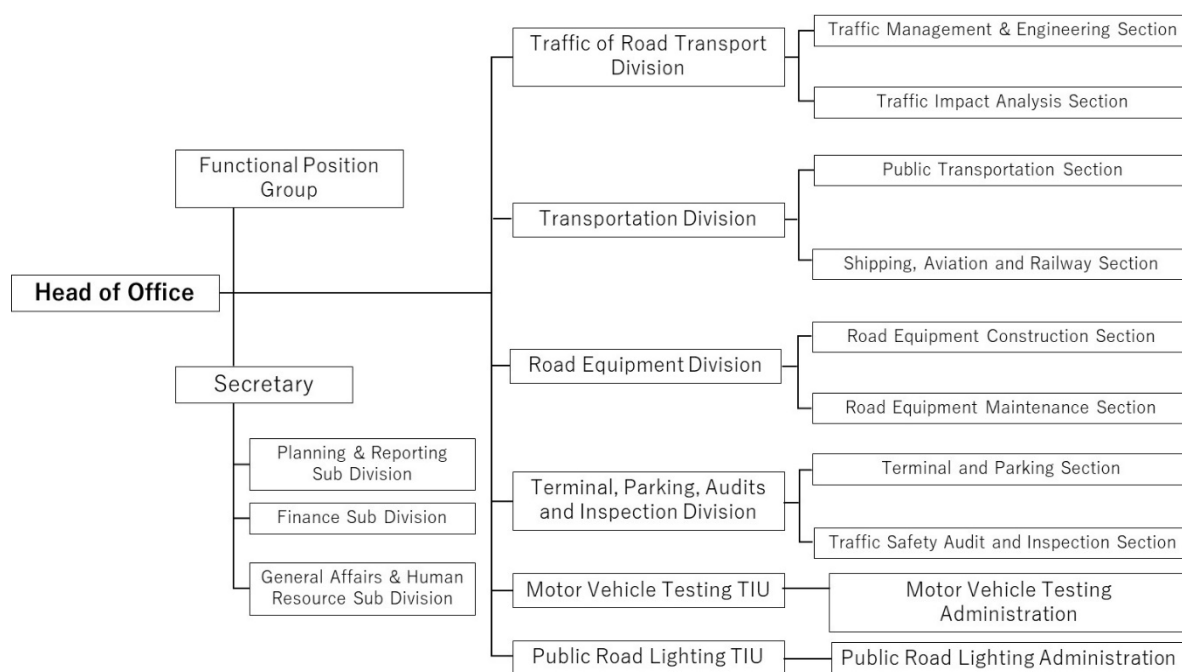 Head of Office
Functional Position
Group
Secretary
Planning & Reporting
Sub Division
Finance Sub Division
General Affairs & Human
Resource Sub Division
Traffic of Road Transport
Division
Traffic Management & Engineering Section
Traffic Impact Analysis Section
Transportation Division
Public Transportation Section
Shipping, Aviation and Railway Section
Road Equipment Division
Road Equipment Construction Section
Road Equipment Maintenance Section
Terminal, Parking, Audits
and Inspection Division
Terminal and Parking Section
Traffic Safety Audit and Inspection Section
Motor Vehicle Testing TIU
Motor Vehicle Testing
Administration
Public Road Lighting TIU
Public Road Lighting Administration